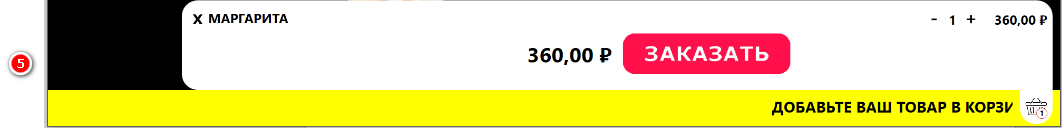 X МАРГАРИТА - 1 + 360,00 ₽
5
360,00 ₽ ЗАКАЗАТЬ
ДОБАВЬТЕ ВАШ ТОВАР В КОРЗИ
1